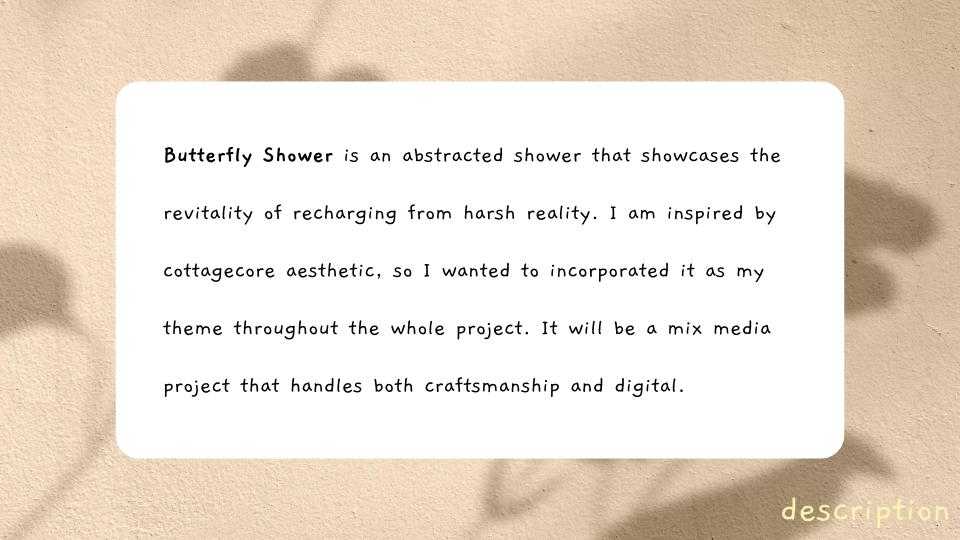 Butterfly Shower is an abstracted shower that showcases the
revitality of recharging from harsh reality. I am inspired by
cottagecore aesthetic, so I wanted to incorporated it as my
theme throughout the whole project. It will be a mix media
project that handles both craftsmanship and digital.
description